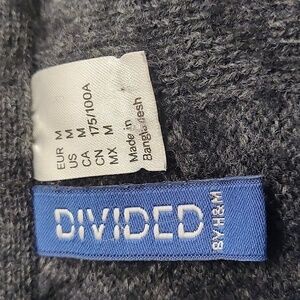 EUR M
US M
CA M
CN 175/100A
MX M
Made in
Bangladesh
DIVIDED
BY H&M